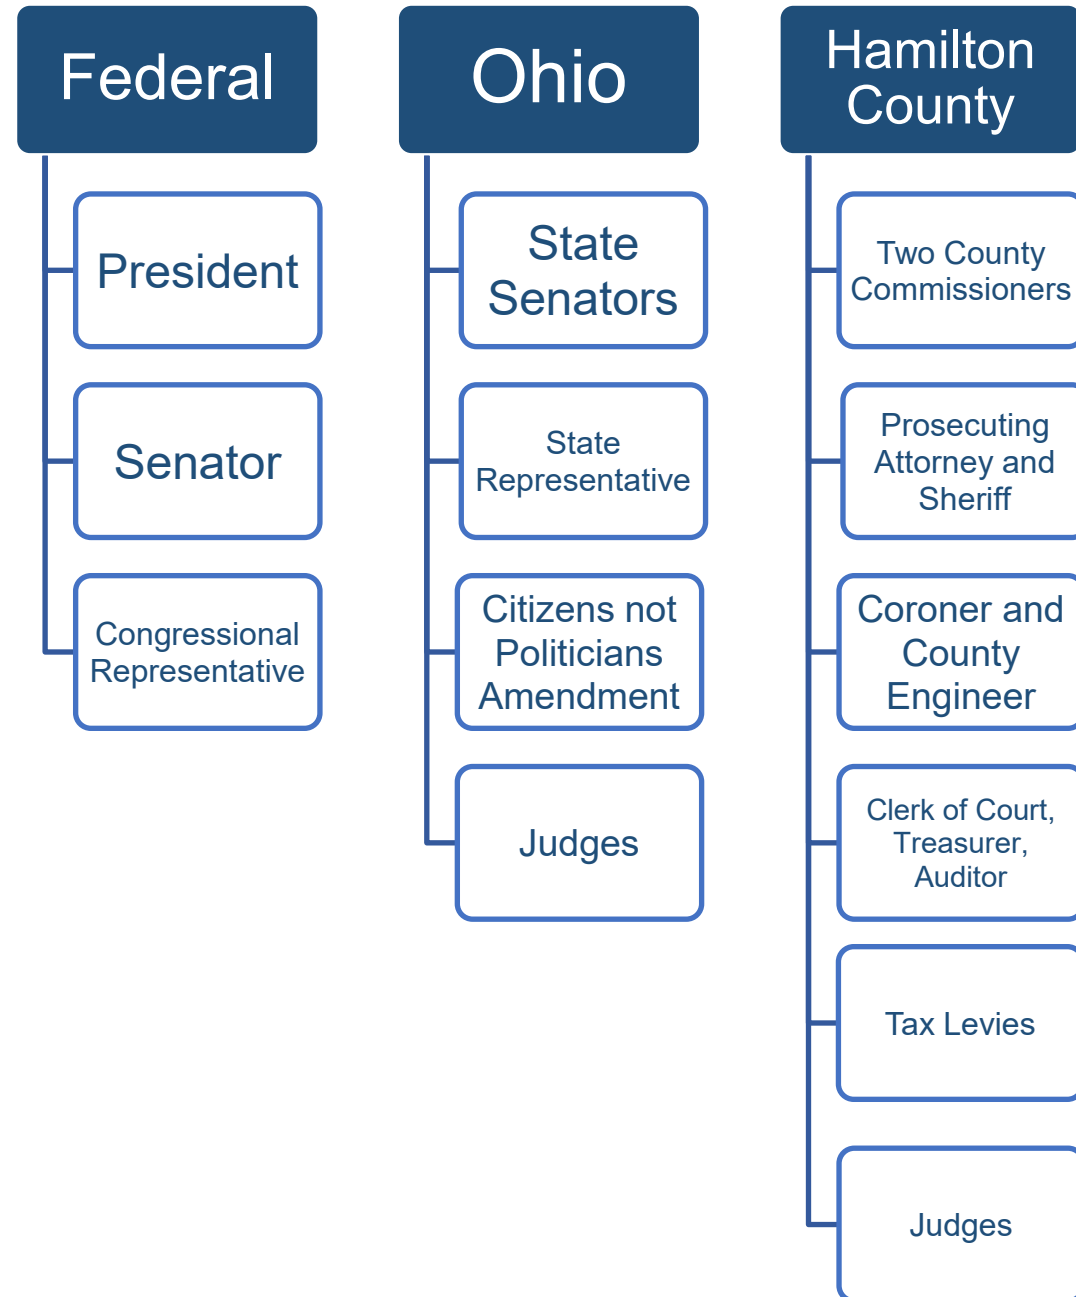 Federal
President
Senator
Congressional
Representative
Ohio
State
Senators
State
Representative
Citizens not
Politicians
Amendment
Judges
Hamilton
County
Two County
Commissioners
Prosecuting
Attorney and
Sheriff
Coroner and
County
Engineer
Clerk of Court,
Treasurer,
Auditor
Tax Levies
Judges